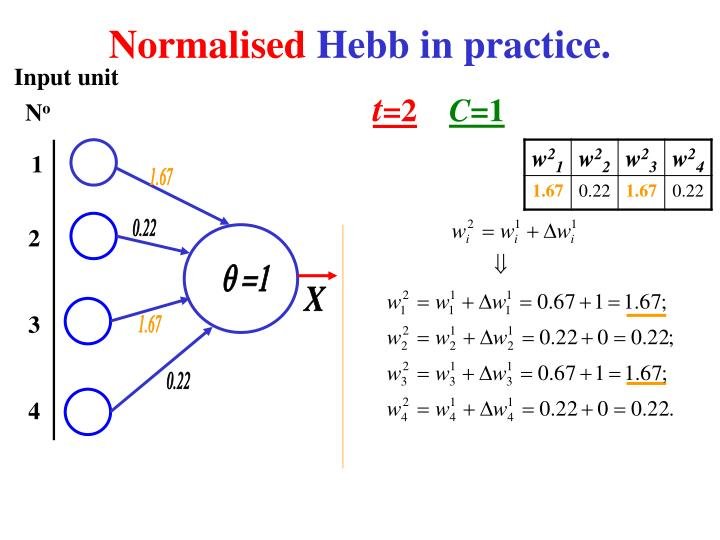 Normalised Hebb in practice.
Input unit
Nº
t=2 C=1
1
2
3
4
1.67
0.22
1.67
0.22
θ=1
X
w²₁ w²₂ w²₃ w²₄
1.67 0.22 1.67 0.22
wᵢ² = wᵢ¹ + Δwᵢ¹
⇓
w₁² = w₁¹ + Δw₁¹ = 0.67 + 1 = 1.67;
w₂² = w₂¹ + Δw₂¹ = 0.22 + 0 = 0.22;
w₃² = w₃¹ + Δw₃¹ = 0.67 + 1 = 1.67;
w₄² = w₄¹ + Δw₄¹ = 0.22 + 0 = 0.22.